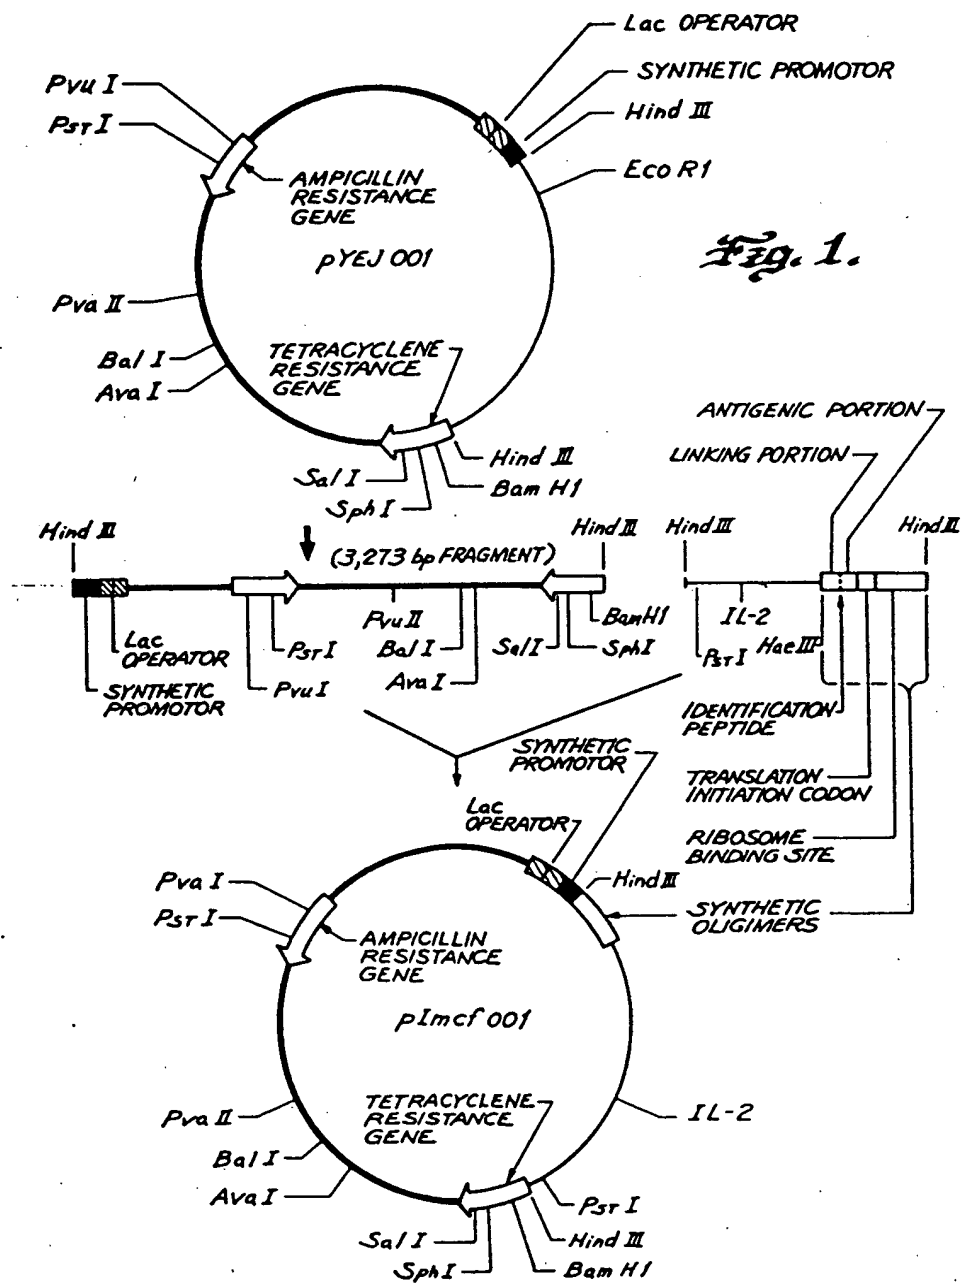 Lac OPERATOR
SYNTHETIC PROMOTOR
Hind III
Eco R1
Pvu I
PST I
AMPICILLIN
RESISTANCE
GENE
pYEJ 001
Fig. 1.
Pva II
Bal I
Ava I
TETRACYCLENE
RESISTANCE
GENE
Hind III
Bam H1
Sal I
Sph I
ANTIGENIC PORTION
LINKING PORTION
Hind III
(3,273 bp FRAGMENT)
Hind III
Hind III
Hind III
Lac
OPERATOR
SYNTHETIC
PROMOTOR
PST I
Pvu I
Pvu II
Bal I
Ava I
Sal I
BamH1
Sph I
IL-2
PST I
Hae III
IDENTIFICATION
PEPTIDE
TRANSLATION
INITIATION CODON
RIBOSOME
BINDING SITE
SYNTHETIC
OLIGIMERS
SYNTHETIC
PROMOTOR
Lac
OPERATOR
Hind III
Pva I
PST I
AMPICILLIN
RESISTANCE
GENE
pImcf 001
Pva II
Bal I
Ava I
TETRACYCLENE
RESISTANCE
GENE
IL-2
PST I
Hind III
Bam H1
Sal I
Sph I